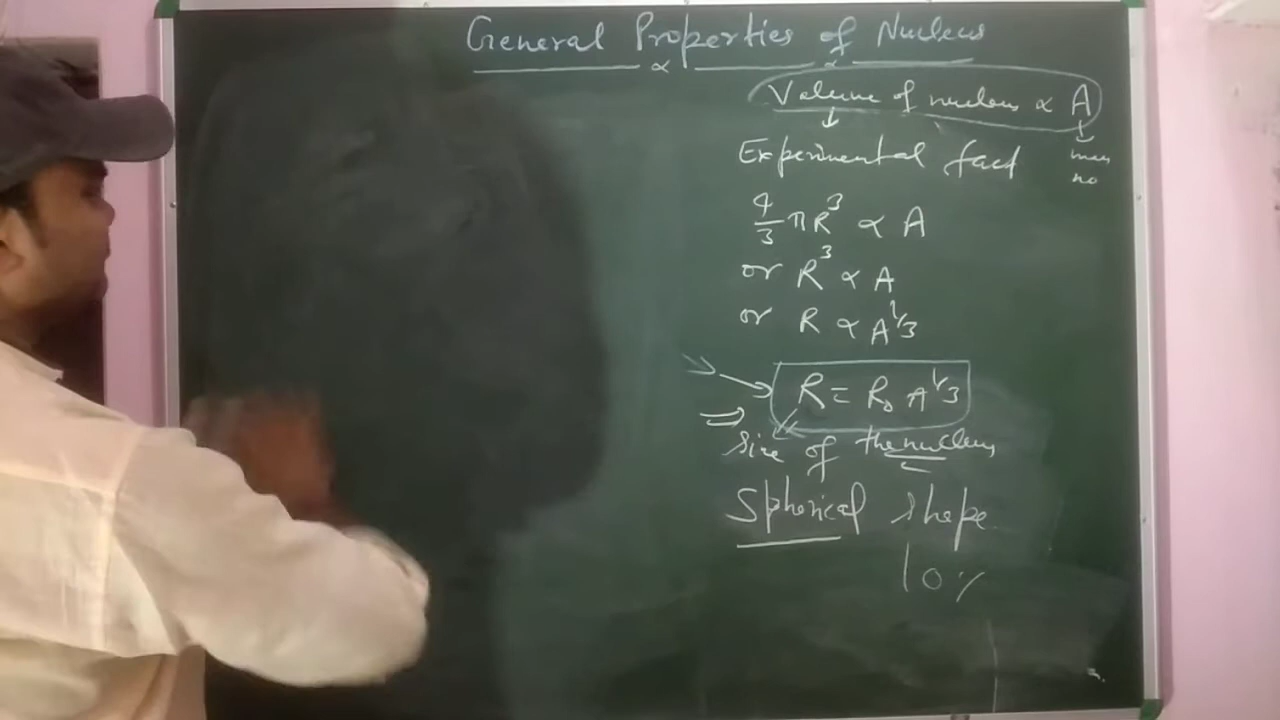 General Properties of Nucleus
Volume of nucleus ∝ A
Experimental fact
mass
no
4/3 πR³ ∝ A
or R³ ∝ A
or R ∝ A^1/3
R = R₀ A^1/3
Size of the nucleus
Spherical shape
10%